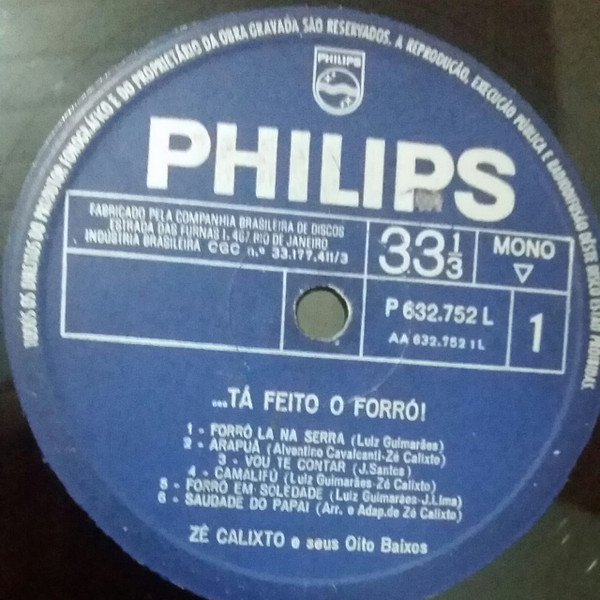 TODOS OS DIREITOS DO PRODUTOR FONOGRÁFICO E DO PROPRIETÁRIO DA OBRA GRAVADA SÃO RESERVADOS. A REPRODUÇÃO, EXECUÇÃO PÚBLICA E RADIODIFUSÃO DESTE DISCO ESTÃO PROIBIDAS
PHILIPS
PHILIPS
FABRICADO PELA COMPANHIA BRASILEIRA DE DISCOS
ESTRADA DAS FURNAS 1.467 RIO DE JANEIRO
INDÚSTRIA BRASILEIRA CGC n.º 33.177.411/3
33 1/3
MONO
P 632.752 L
AA 632.752 1L
1
...TÁ FEITO O FORRÓ!
1 - FORRÓ LA NA SERRA (Luiz Guimarães)
2 - ARAPUÁ (Alventino Cavalcanti-Zé Calixto)
3 - VOU TE CONTAR (J.Santos)
4 - CAMALIFÚ (Luiz Guimarães-Zé Calixto)
5 - FORRÓ EM SOLEDADE (Luiz Guimarães-J.Lima)
6 - SAUDADE DO PAPAI (Arr. e Adap.de Zé Calixto)
ZÉ CALIXTO e seus Oito Baixos